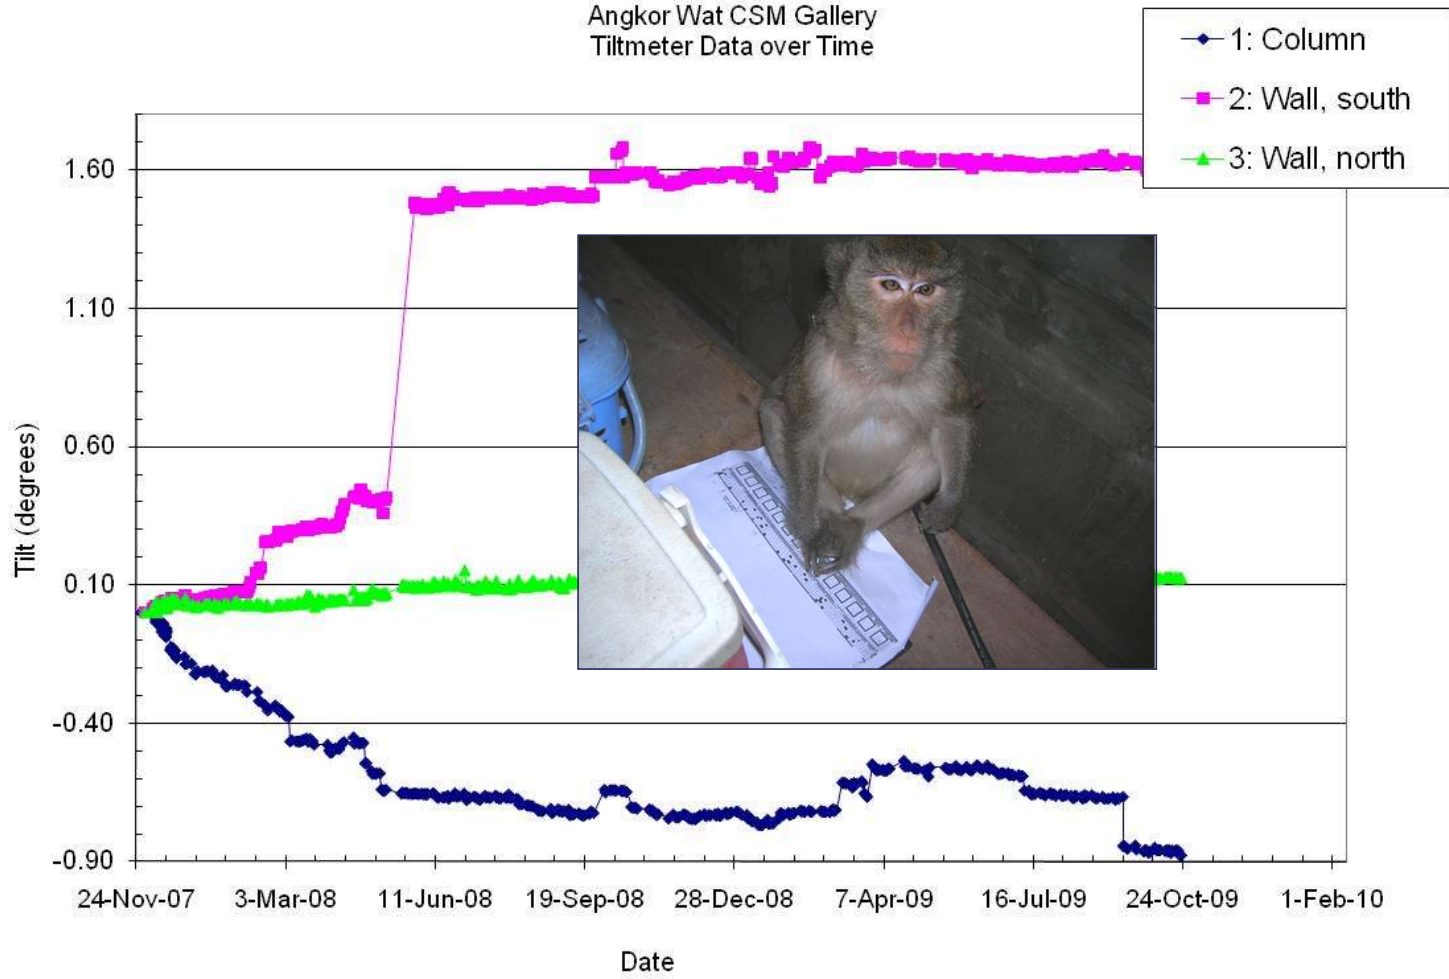 Angkor Wat CSM Gallery
Tiltmeter Data over Time
1: Column
2: Wall, south
3: Wall, north
Tilt (degrees)
1.60
1.10
0.60
0.10
-0.40
-0.90
24-Nov-07 3-Mar-08 11-Jun-08 19-Sep-08 28-Dec-08 7-Apr-09 16-Jul-09 24-Oct-09 1-Feb-10
Date